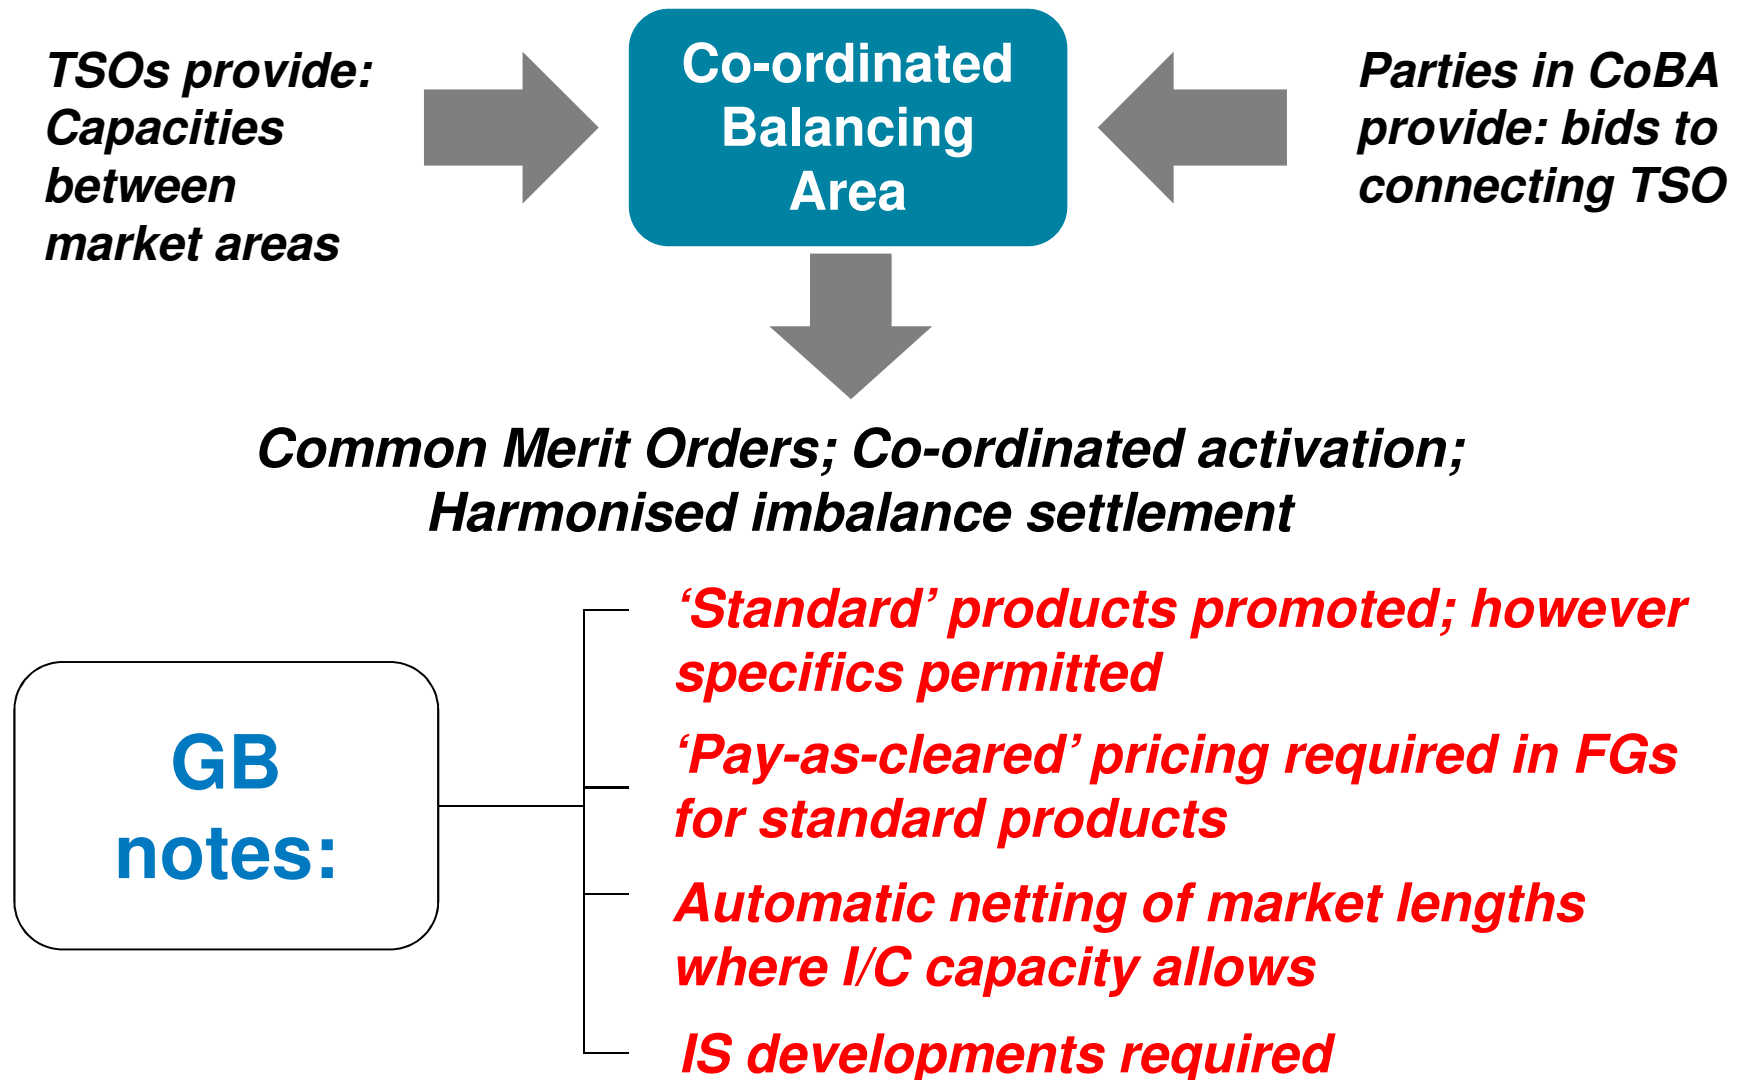 TSOs provide:
Capacities
between
market areas
Co-ordinated
Balancing
Area
Parties in CoBA
provide: bids to
connecting TSO
Common Merit Orders; Co-ordinated activation;
Harmonised imbalance settlement
GB
notes:
‘Standard’ products promoted; however
specifics permitted
‘Pay-as-cleared’ pricing required in FGs
for standard products
Automatic netting of market lengths
where I/C capacity allows
IS developments required